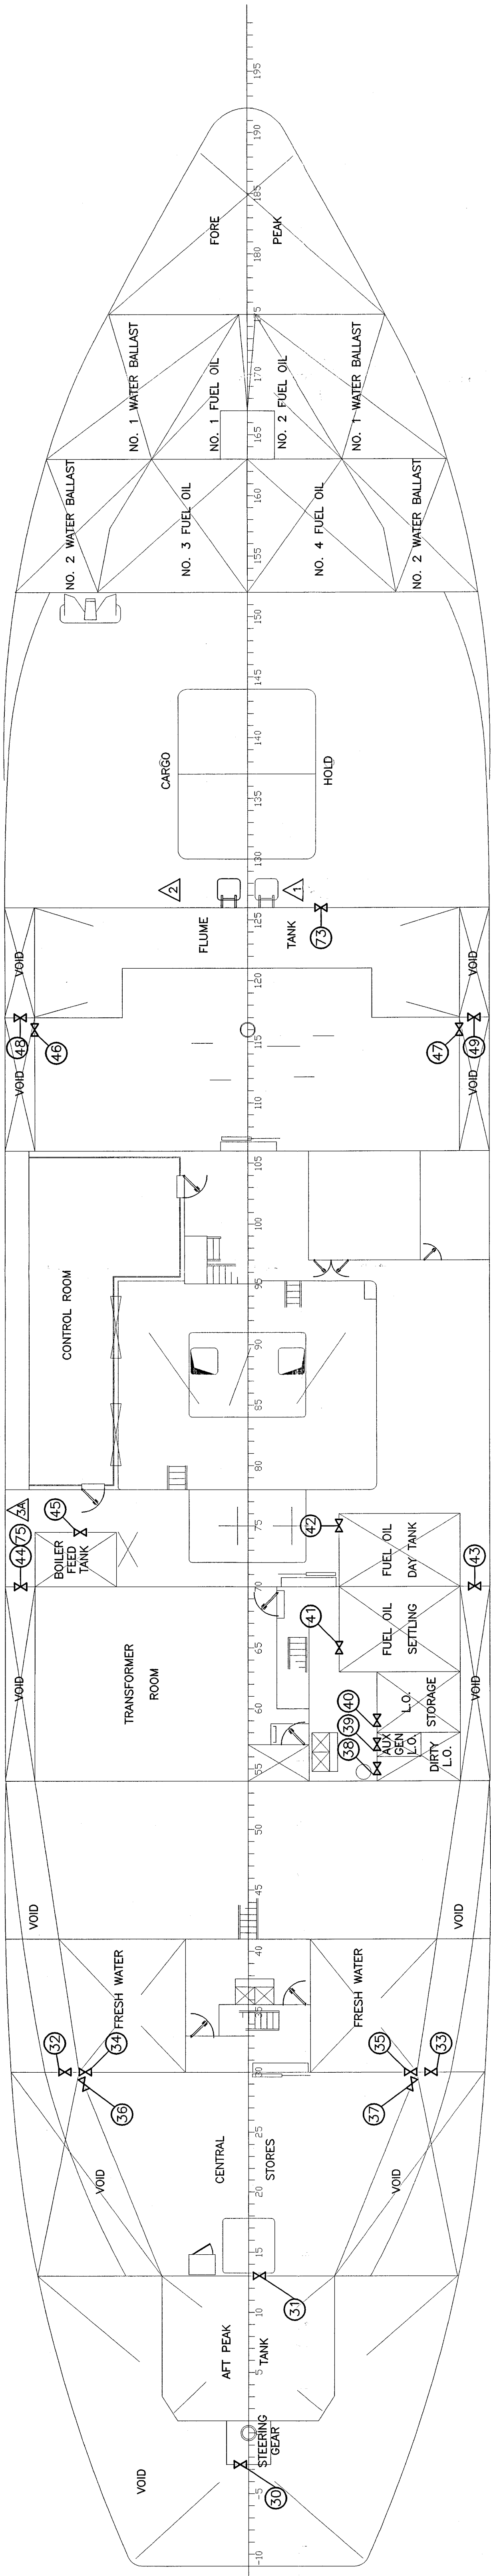 195
190
185
180
175
170
165
160
155
150
145
140
135
130
125
120
115
110
105
100
95
90
85
80
75
70
65
60
55
50
45
40
35
30
25
20
15
10
5
-5
-10
FORE
PEAK
NO. 1 WATER BALLAST
NO. 1 FUEL OIL
NO. 2 FUEL OIL
NO. 1 WATER BALLAST
NO. 2 WATER BALLAST
NO. 3 FUEL OIL
NO. 4 FUEL OIL
NO. 2 WATER BALLAST
CARGO
HOLD
2
1
FLUME
TANK
73
VOID
VOID
48
46
47
49
VOID
VOID
CONTROL ROOM
3A
44
75
45
BOILER
FEED
TANK
42
FUEL OIL
DAY TANK
43
VOID
TRANSFORMER
ROOM
41
FUEL OIL
SETTLING
VOID
38
39
40
L.O.
STORAGE
AUX
GEN
L.O.
DIRTY
L.O.
VOID
VOID
FRESH WATER
FRESH WATER
32
34
36
35
33
37
VOID
CENTRAL
STORES
VOID
31
AFT PEAK
TANK
STEERING
GEAR
30
VOID